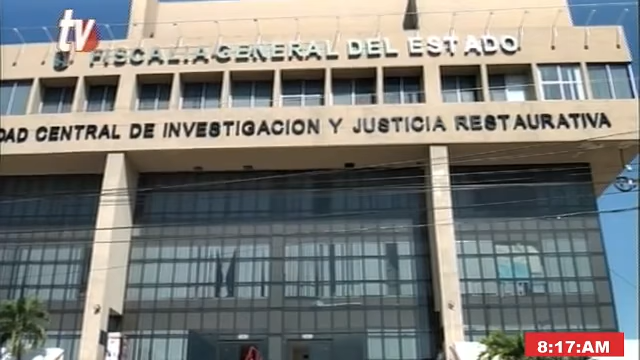 tv
FISCALIA GENERAL DEL ESTADO
DAD CENTRAL DE INVESTIGACION Y JUSTICIA RESTAURATIVA
8:17:AM